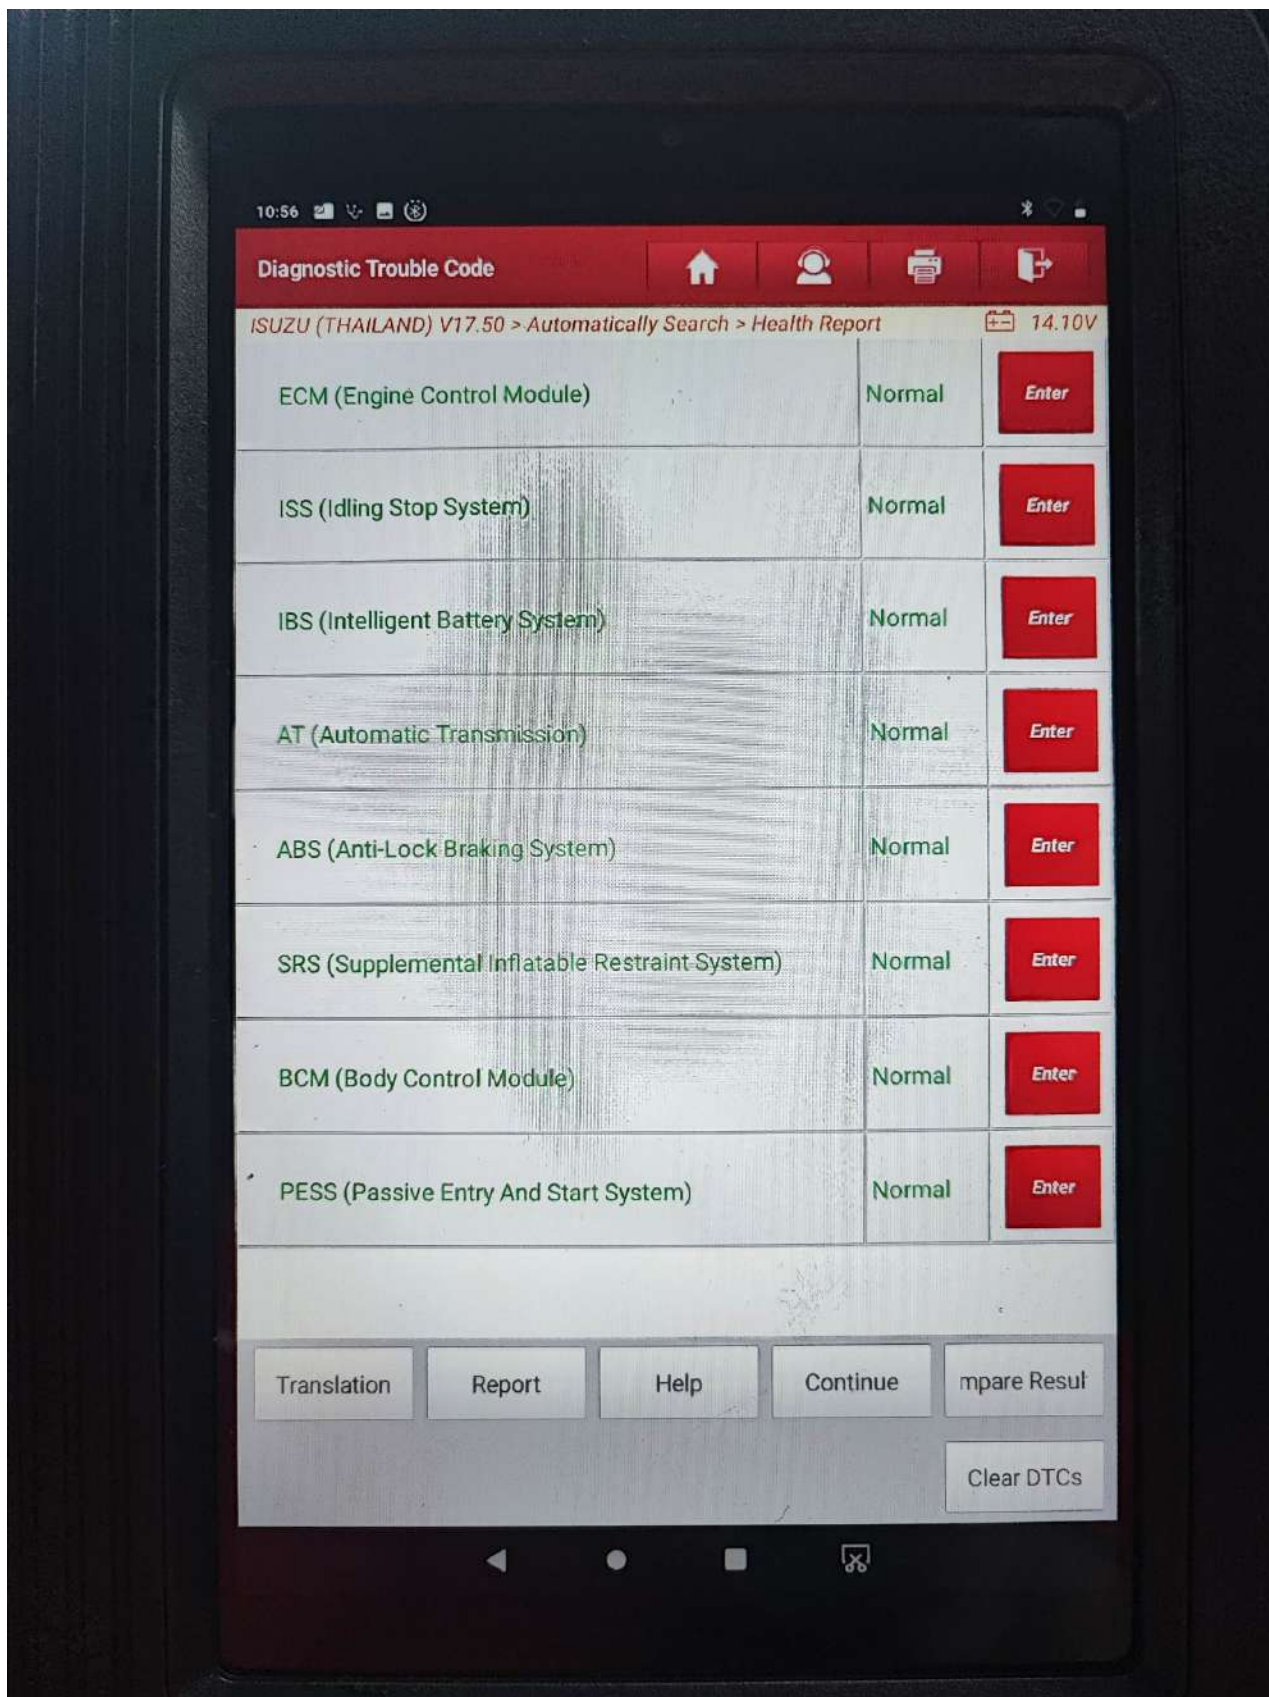 10:56
Diagnostic Trouble Code
ISUZU (THAILAND) V17.50 > Automatically Search > Health Report 14.10V
ECM (Engine Control Module) Normal Enter
ISS (Idling Stop System) Normal Enter
IBS (Intelligent Battery System) Normal Enter
AT (Automatic Transmission) Normal Enter
ABS (Anti-Lock Braking System) Normal Enter
SRS (Supplemental Inflatable Restraint System) Normal Enter
BCM (Body Control Module) Normal Enter
PESS (Passive Entry And Start System) Normal Enter
Translation Report Help Continue mpare Resul
Clear DTCs